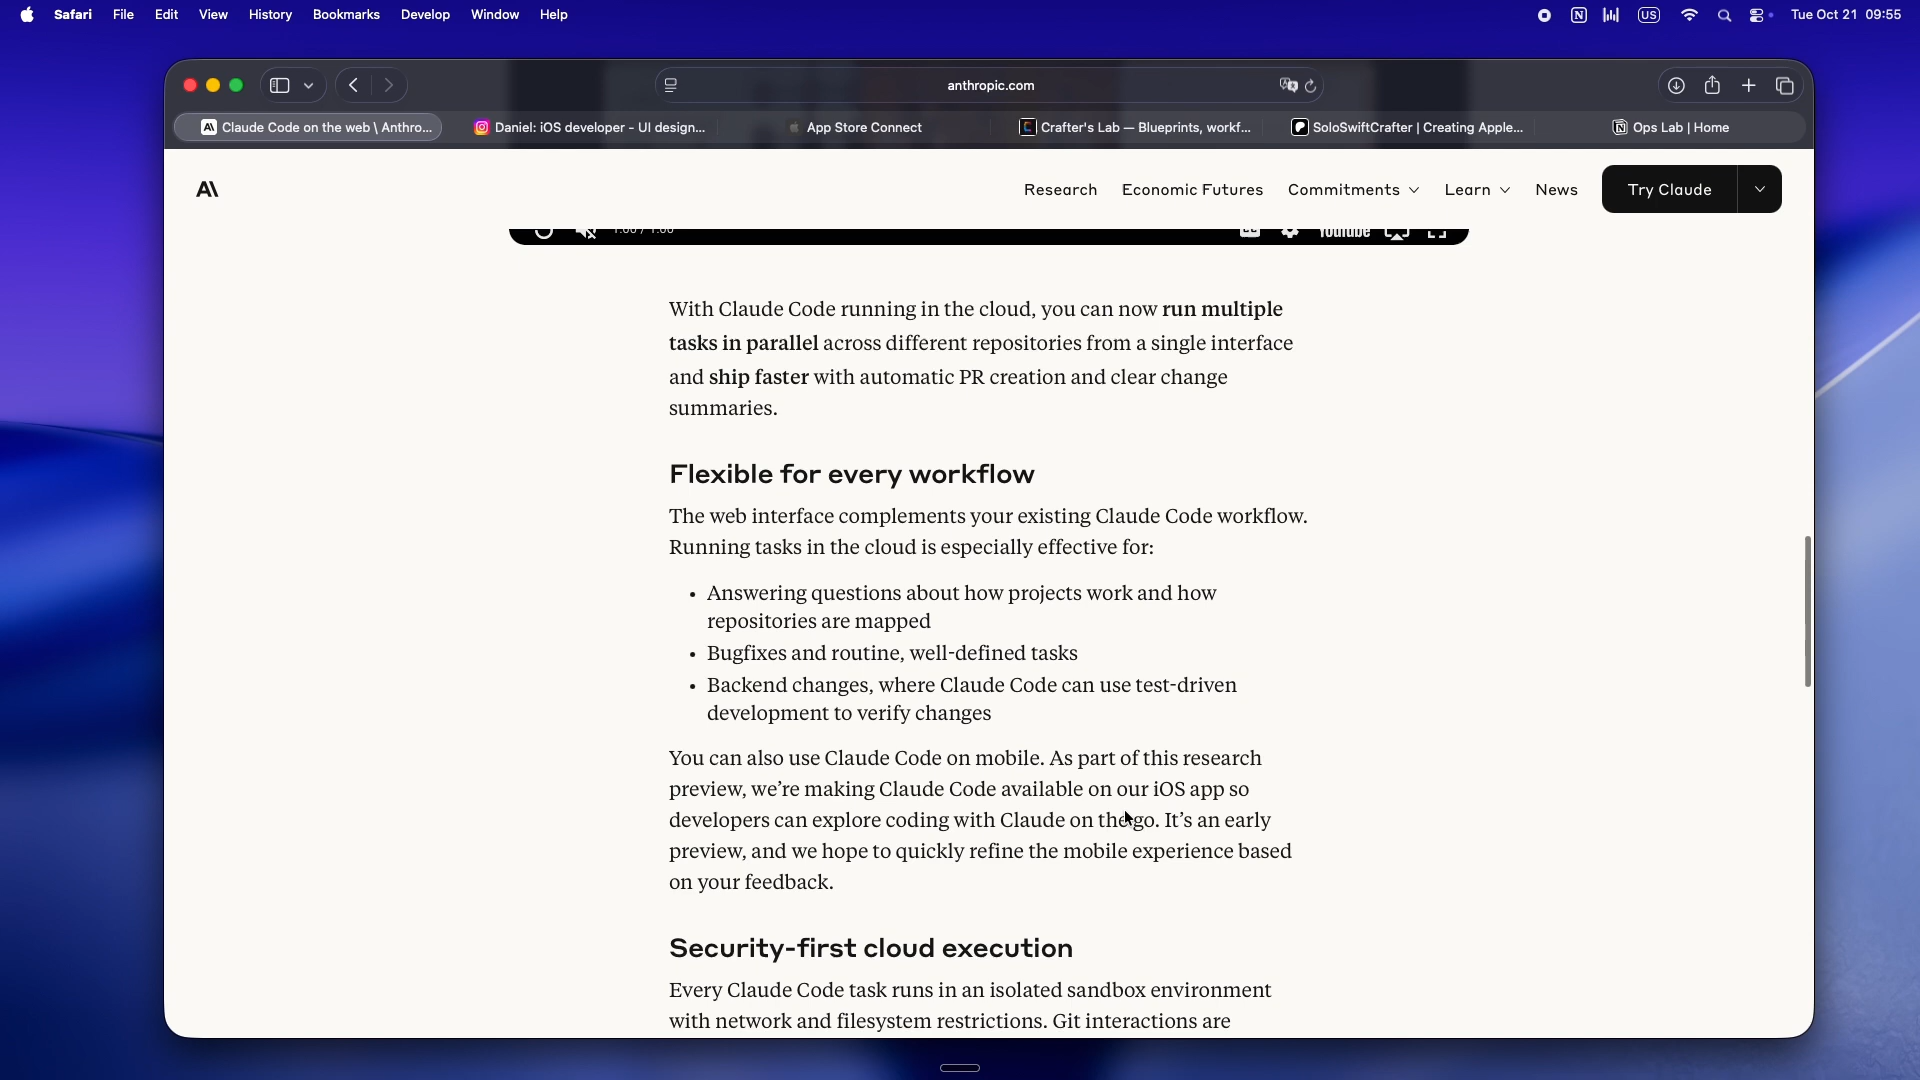 Safari File Edit View History Bookmarks Develop Window Help US Tue Oct 21 09:55
anthropic.com
Claude Code on the web \ Anthro... Daniel: iOS developer - UI design... App Store Connect Crafter's Lab — Blueprints, workf... SoloSwiftCrafter | Creating Apple... Ops Lab | Home
Research Economic Futures Commitments Learn News Try Claude
1:00 / 1:00 CC YouTube
With Claude Code running in the cloud, you can now run multiple
tasks in parallel across different repositories from a single interface
and ship faster with automatic PR creation and clear change
summaries.
Flexible for every workflow
The web interface complements your existing Claude Code workflow.
Running tasks in the cloud is especially effective for:
• Answering questions about how projects work and how
repositories are mapped
• Bugfixes and routine, well-defined tasks
• Backend changes, where Claude Code can use test-driven
development to verify changes
You can also use Claude Code on mobile. As part of this research
preview, we're making Claude Code available on our iOS app so
developers can explore coding with Claude on the go. It's an early
preview, and we hope to quickly refine the mobile experience based
on your feedback.
Security-first cloud execution
Every Claude Code task runs in an isolated sandbox environment
with network and filesystem restrictions. Git interactions are